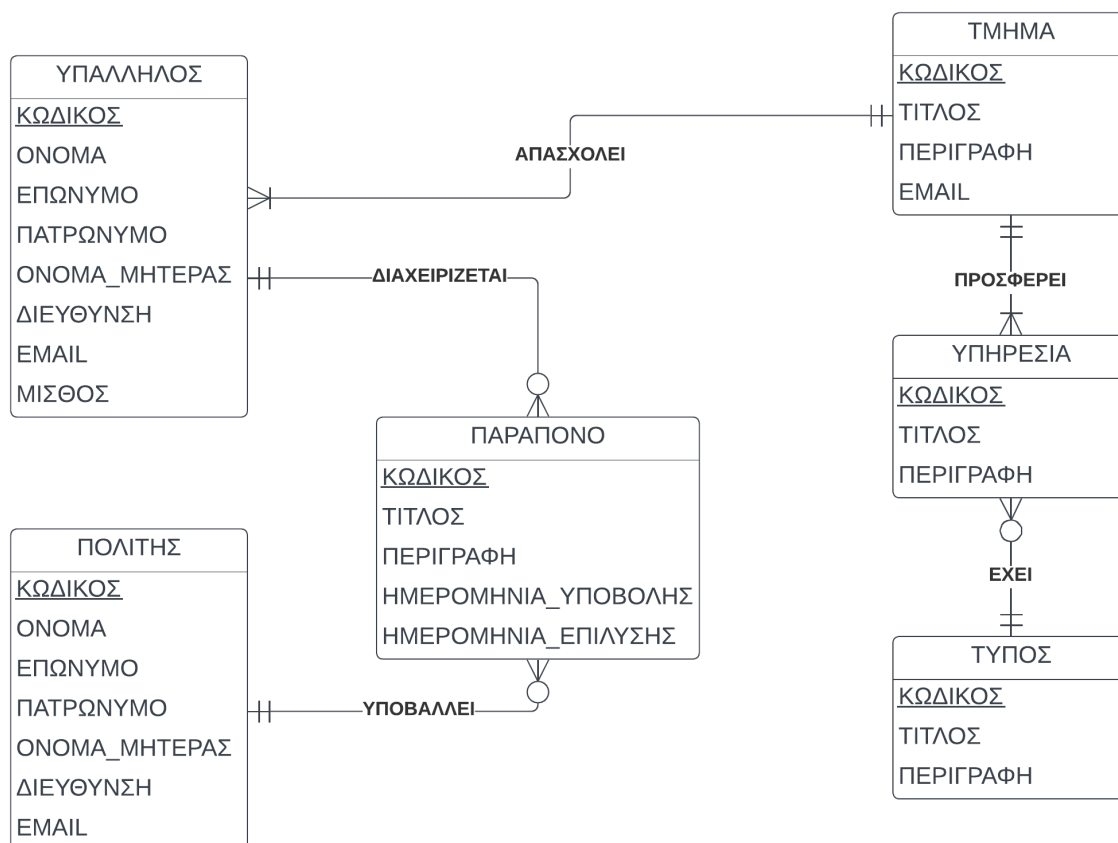 ΤΜΗΜΑ
ΚΩΔΙΚΟΣ
ΤΙΤΛΟΣ
ΠΕΡΙΓΡΑΦΗ
EMAIL
ΥΠΑΛΛΗΛΟΣ
ΚΩΔΙΚΟΣ
ΟΝΟΜΑ
ΕΠΩΝΥΜΟ
ΠΑΤΡΩΝΥΜΟ
ΟΝΟΜΑ_ΜΗΤΕΡΑΣ
ΔΙΕΥΘΥΝΣΗ
EMAIL
ΜΙΣΘΟΣ
ΑΠΑΣΧΟΛΕΙ
ΔΙΑΧΕΙΡΙΖΕΤΑΙ
ΠΡΟΣΦΕΡΕΙ
ΥΠΗΡΕΣΙΑ
ΚΩΔΙΚΟΣ
ΤΙΤΛΟΣ
ΠΕΡΙΓΡΑΦΗ
ΠΑΡΑΠΟΝΟ
ΚΩΔΙΚΟΣ
ΤΙΤΛΟΣ
ΠΕΡΙΓΡΑΦΗ
ΗΜΕΡΟΜΗΝΙΑ_ΥΠΟΒΟΛΗΣ
ΗΜΕΡΟΜΗΝΙΑ_ΕΠΙΛΥΣΗΣ
ΕΧΕΙ
ΠΟΛΙΤΗΣ
ΚΩΔΙΚΟΣ
ΟΝΟΜΑ
ΕΠΩΝΥΜΟ
ΠΑΤΡΩΝΥΜΟ
ΟΝΟΜΑ_ΜΗΤΕΡΑΣ
ΔΙΕΥΘΥΝΣΗ
EMAIL
ΥΠΟΒΑΛΛΕΙ
ΤΥΠΟΣ
ΚΩΔΙΚΟΣ
ΤΙΤΛΟΣ
ΠΕΡΙΓΡΑΦΗ